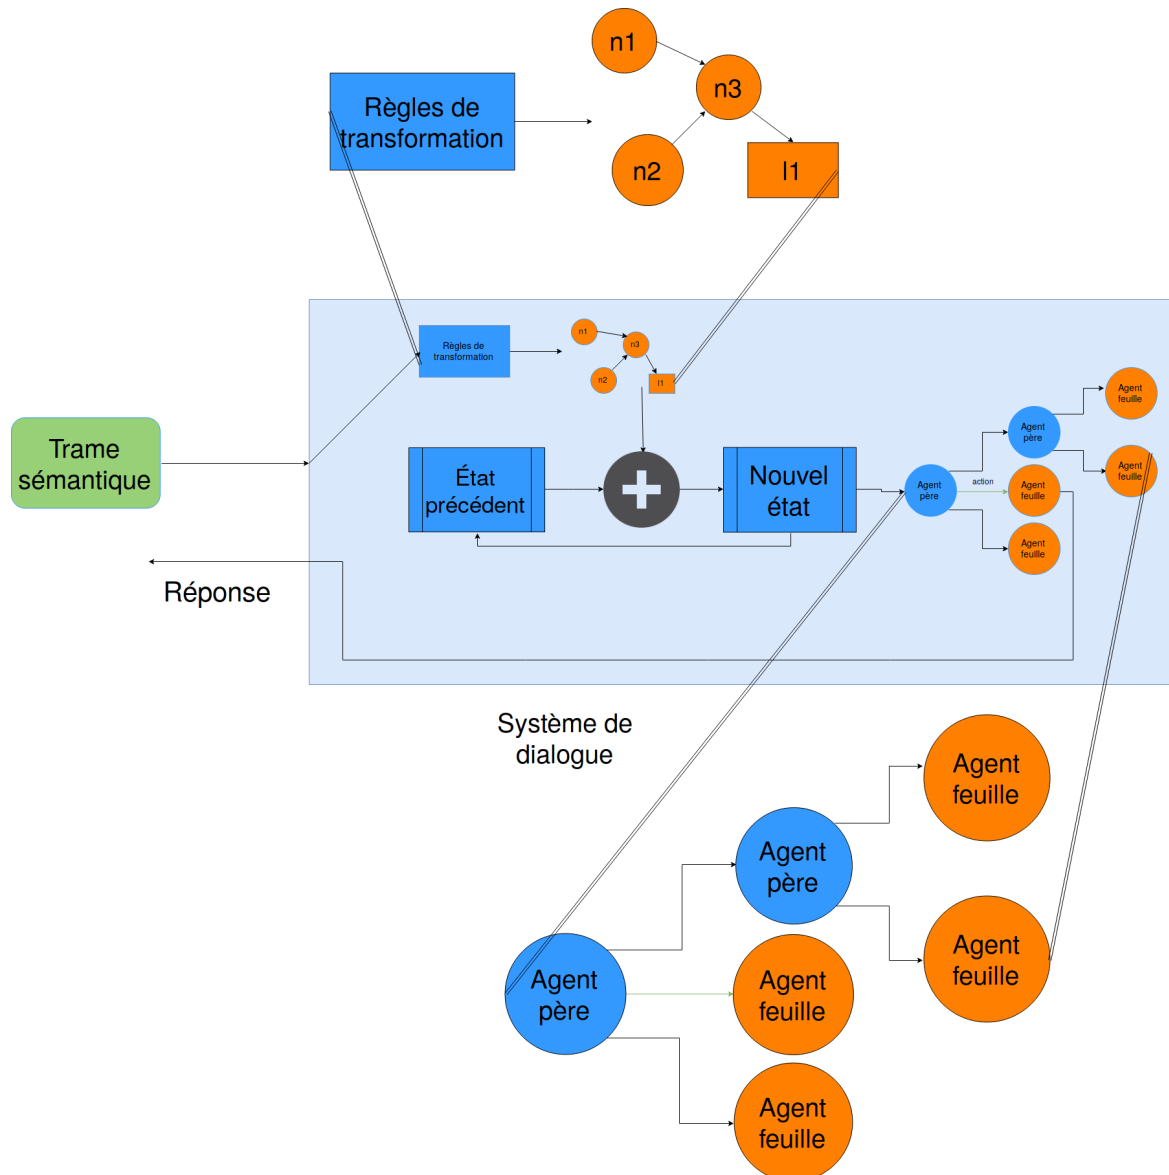 n1
Règles de
transformation
n3
n2
l1
Règles de
transformation
n1
n3
n2
l1
Trame
sémantique
État
précédent
Nouvel
état
Agent
père
action
Agent
père
Agent
feuille
Agent
feuille
Agent
feuille
Agent
feuille
Réponse
Système de
dialogue
Agent
feuille
Agent
père
Agent
feuille
Agent
père
Agent
feuille
Agent
feuille